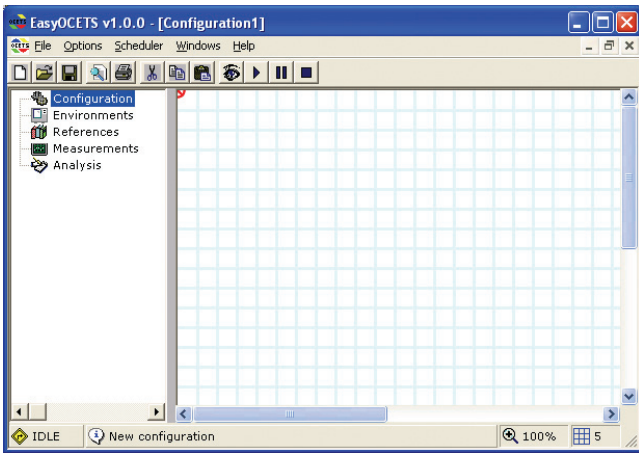 EasyOCETS v1.0.0 - [Configuration1]
File Options Scheduler Windows Help
Configuration
Environments
References
Measurements
Analysis
IDLE New configuration 100% 5